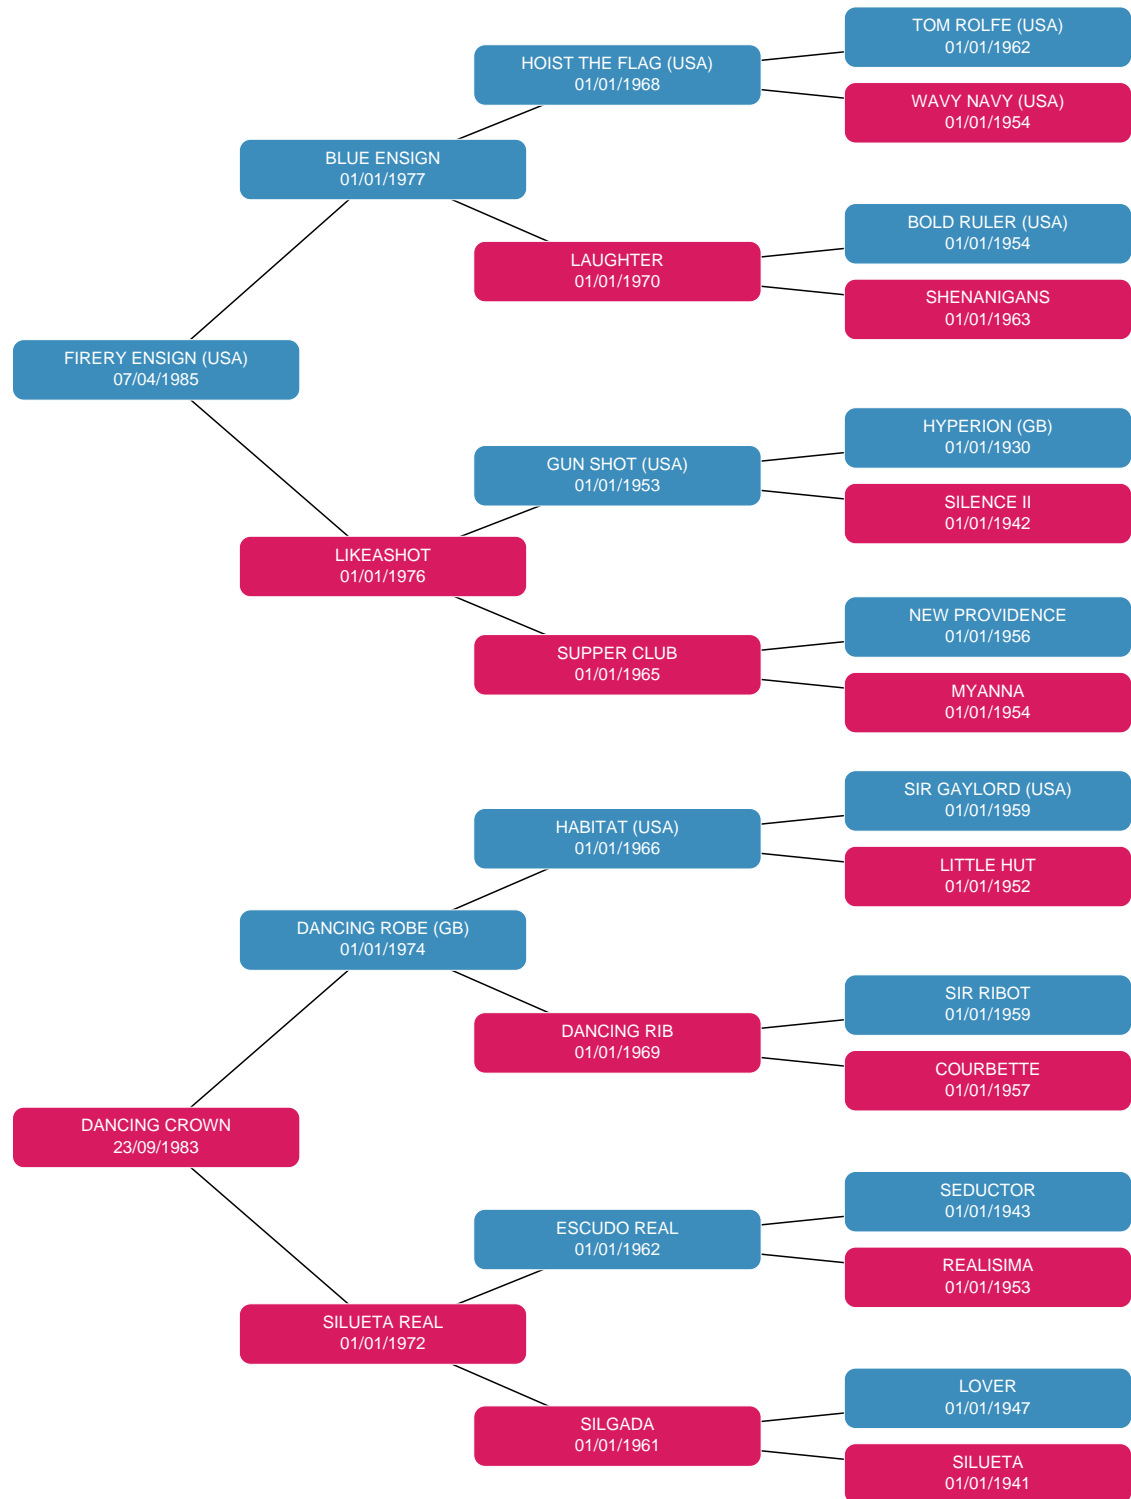 TOM ROLFE (USA)
01/01/1962
HOIST THE FLAG (USA)
01/01/1968
WAVY NAVY (USA)
01/01/1954
BLUE ENSIGN
01/01/1977
BOLD RULER (USA)
01/01/1954
LAUGHTER
01/01/1970
SHENANIGANS
01/01/1963
FIRERY ENSIGN (USA)
07/04/1985
HYPERION (GB)
01/01/1930
GUN SHOT (USA)
01/01/1953
SILENCE II
01/01/1942
LIKEASHOT
01/01/1976
NEW PROVIDENCE
01/01/1956
SUPPER CLUB
01/01/1965
MYANNA
01/01/1954
SIR GAYLORD (USA)
01/01/1959
HABITAT (USA)
01/01/1966
LITTLE HUT
01/01/1952
DANCING ROBE (GB)
01/01/1974
SIR RIBOT
01/01/1959
DANCING RIB
01/01/1969
COURBETTE
01/01/1957
DANCING CROWN
23/09/1983
SEDUCTOR
01/01/1943
ESCUDO REAL
01/01/1962
REALISIMA
01/01/1953
SILUETA REAL
01/01/1972
LOVER
01/01/1947
SILGADA
01/01/1961
SILUETA
01/01/1941